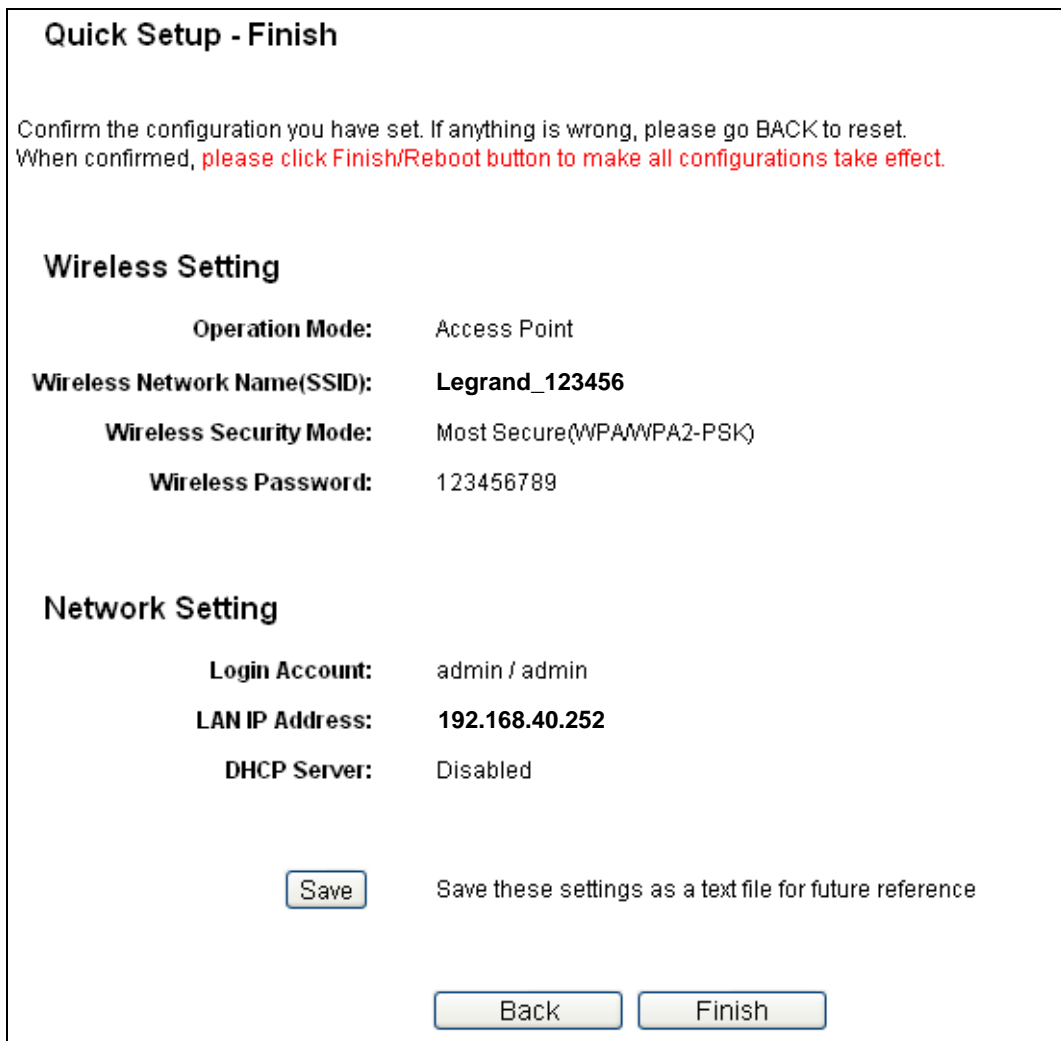 Quick Setup - Finish
Confirm the configuration you have set. If anything is wrong, please go BACK to reset.
When confirmed, please click Finish/Reboot button to make all configurations take effect.
Wireless Setting
Operation Mode: Access Point
Wireless Network Name(SSID): Legrand_123456
Wireless Security Mode: Most Secure(WPA/WPA2-PSK)
Wireless Password: 123456789
Network Setting
Login Account: admin / admin
LAN IP Address: 192.168.40.252
DHCP Server: Disabled
Save Save these settings as a text file for future reference
Back Finish